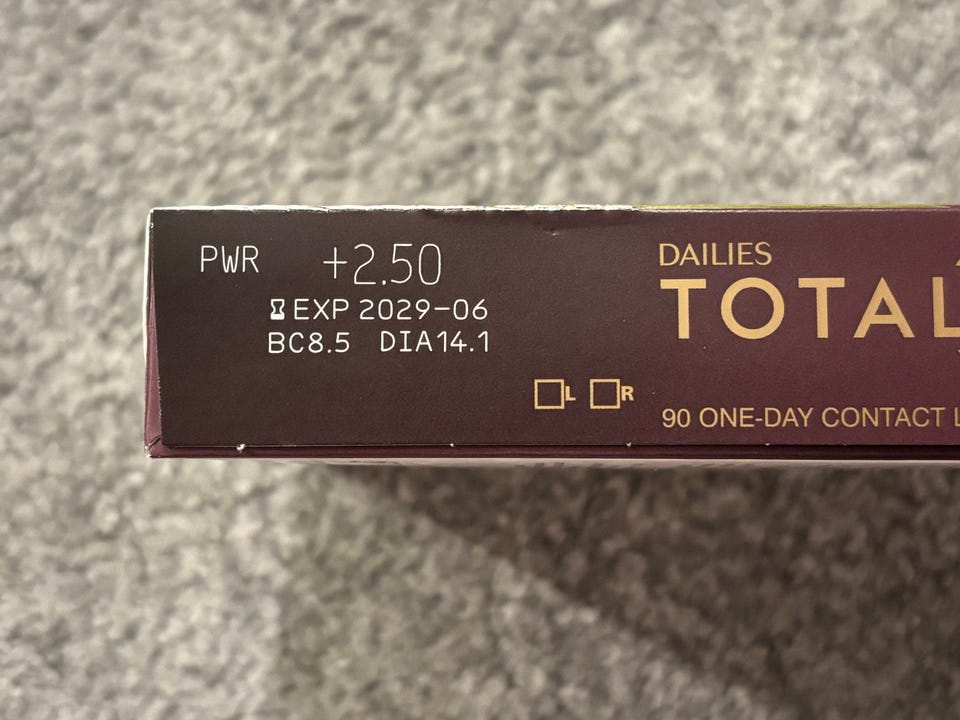 PWR +2.50
EXP 2029-06
BC8.5 DIA14.1
L R
DAILIES
TOTAL
90 ONE-DAY CONTACT